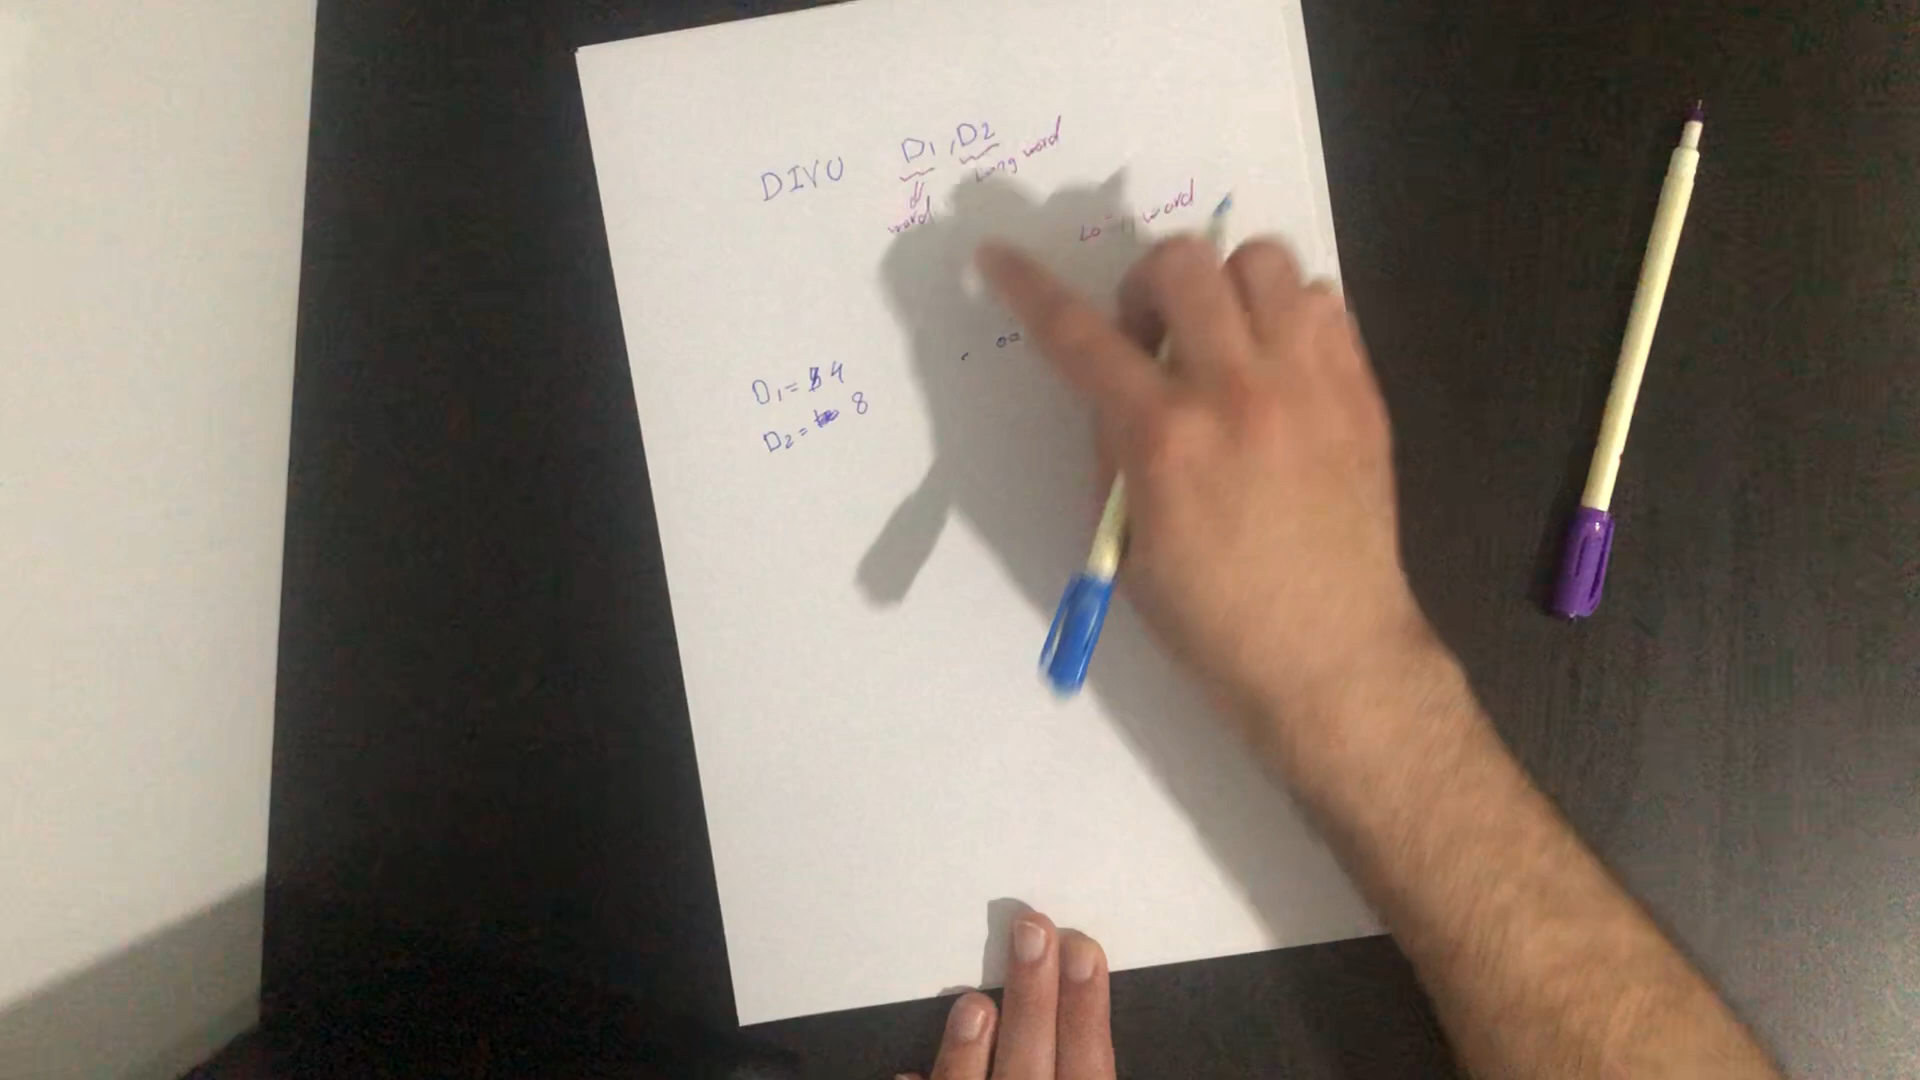 DIVU D1, D2
word
Long word
Long word
D1 = 4
D2 = 8